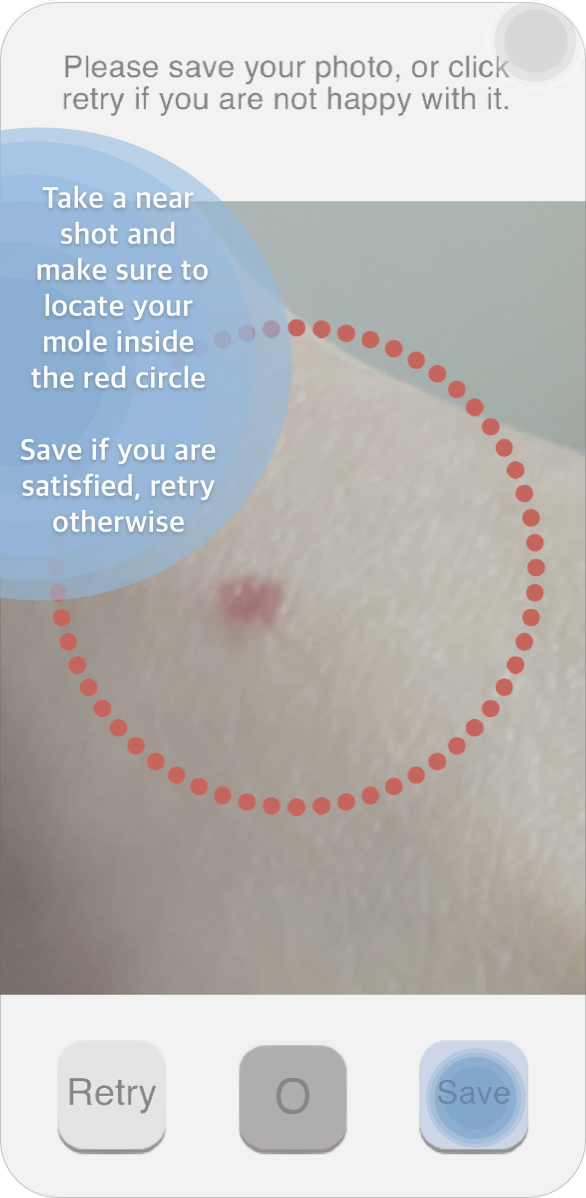 Please save your photo, or click
retry if you are not happy with it.
Take a near
shot and
make sure to
locate your
mole inside
the red circle
Save if you are
satisfied, retry
otherwise
Retry
O
Save